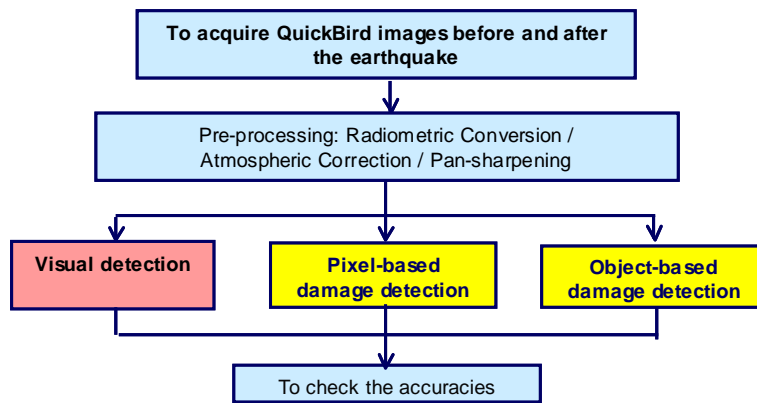 To acquire QuickBird images before and after
the earthquake
Pre-processing: Radiometric Conversion /
Atmospheric Correction / Pan-sharpening
Visual detection
Pixel-based
damage detection
Object-based
damage detection
To check the accuracies